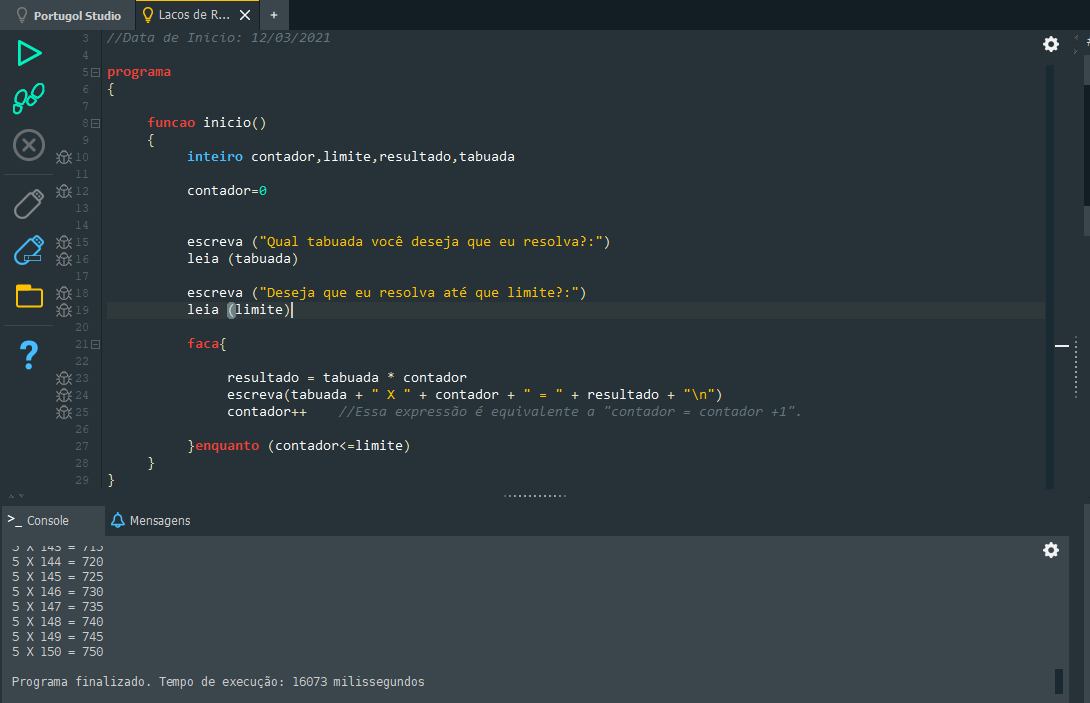 Portugol Studio
Lacos de R... +
3 //Data de Inicio: 12/03/2021
4
5 programa
6 {
7
8 funcao inicio()
9 {
10 inteiro contador,limite,resultado,tabuada
11
12 contador=0
13
14
15 escreva ("Qual tabuada você deseja que eu resolva?:")
16 leia (tabuada)
17
18 escreva ("Deseja que eu resolva até que limite?:")
19 leia (limite)
20
21 faca{
22
23 resultado = tabuada * contador
24 escreva(tabuada + " X " + contador + " = " + resultado + "\n")
25 contador++ //Essa expressão é equivalente a "contador = contador +1".
26
27 }enquanto (contador<=limite)
28 }
29 }
>_ Console Mensagens
5 X 143 = 715
5 X 144 = 720
5 X 145 = 725
5 X 146 = 730
5 X 147 = 735
5 X 148 = 740
5 X 149 = 745
5 X 150 = 750
Programa finalizado. Tempo de execução: 16073 milissegundos